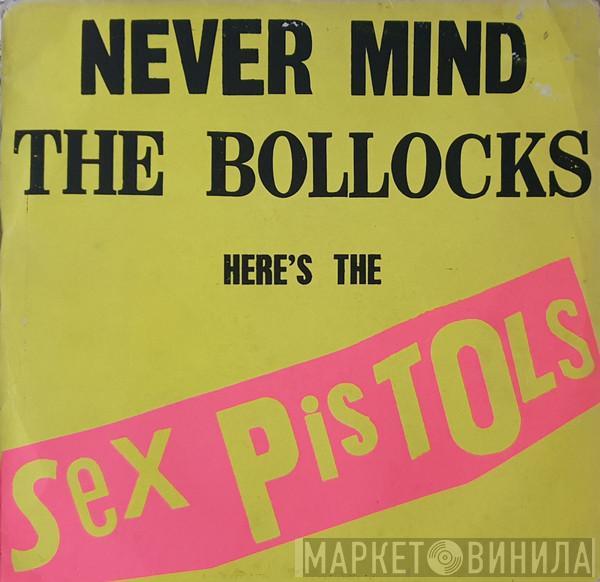 NEVER MIND
THE BOLLOCKS
HERE'S THE
Sex PisTOLS
МАРКЕТ ВИНИЛА